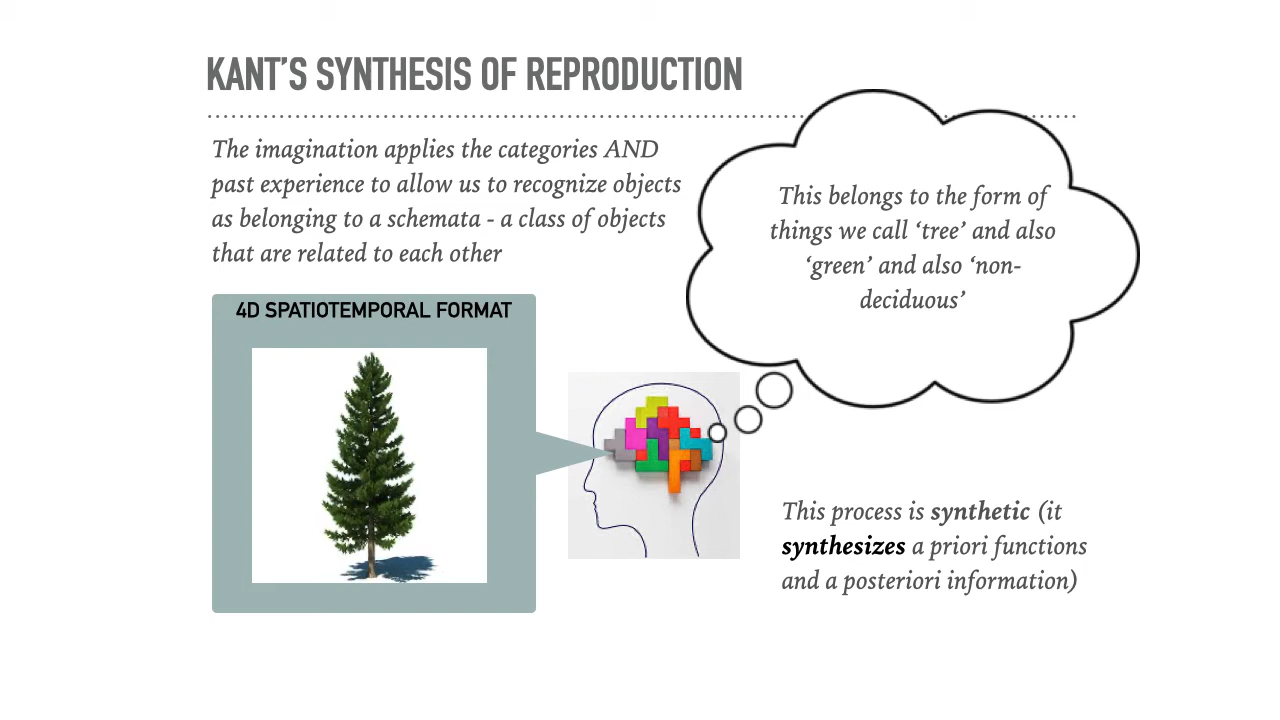 KANT'S SYNTHESIS OF REPRODUCTION
The imagination applies the categories AND
past experience to allow us to recognize objects
as belonging to a schemata - a class of objects
that are related to each other
4D SPATIOTEMPORAL FORMAT
This belongs to the form of
things we call ‘tree’ and also
‘green’ and also ‘non-
deciduous’
This process is synthetic (it
synthesizes a priori functions
and a posteriori information)